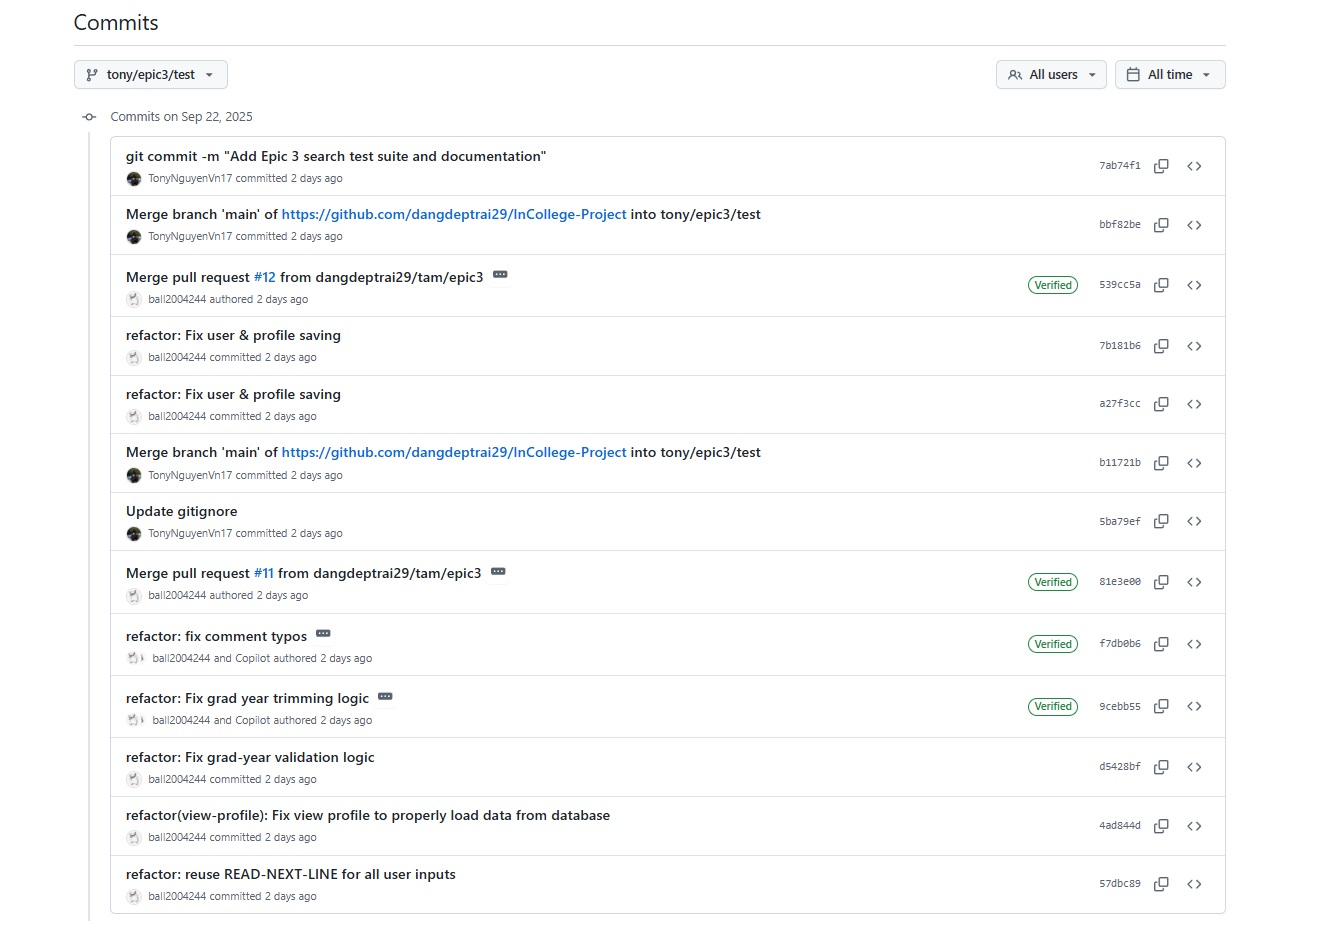 Commits
tony/epic3/test
All users
All time
Commits on Sep 22, 2025
git commit -m "Add Epic 3 search test suite and documentation"
TonyNguyenVn17 committed 2 days ago
7ab74f1
Merge branch 'main' of https://github.com/dangdeptrai29/InCollege-Project into tony/epic3/test
TonyNguyenVn17 committed 2 days ago
bbf82be
Merge pull request #12 from dangdeptrai29/tam/epic3
ball2004244 authored 2 days ago
Verified
539cc5a
refactor: Fix user & profile saving
ball2004244 committed 2 days ago
7b181b6
refactor: Fix user & profile saving
ball2004244 committed 2 days ago
a27f3cc
Merge branch 'main' of https://github.com/dangdeptrai29/InCollege-Project into tony/epic3/test
TonyNguyenVn17 committed 2 days ago
b11721b
Update gitignore
TonyNguyenVn17 committed 2 days ago
5ba79ef
Merge pull request #11 from dangdeptrai29/tam/epic3
ball2004244 authored 2 days ago
Verified
81e3e00
refactor: fix comment typos
ball2004244 and Copilot authored 2 days ago
Verified
f7db0b6
refactor: Fix grad year trimming logic
ball2004244 and Copilot authored 2 days ago
Verified
9cebb55
refactor: Fix grad-year validation logic
ball2004244 committed 2 days ago
d5428bf
refactor(view-profile): Fix view profile to properly load data from database
ball2004244 committed 2 days ago
4ad844d
refactor: reuse READ-NEXT-LINE for all user inputs
ball2004244 committed 2 days ago
57dbc89